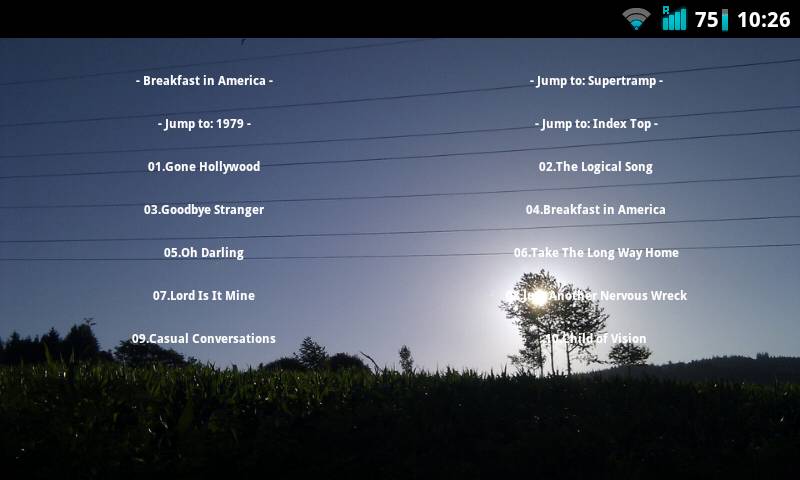 R 75 10:26
- Breakfast in America - - Jump to: Supertramp -
- Jump to: 1979 - - Jump to: Index Top -
01.Gone Hollywood 02.The Logical Song
03.Goodbye Stranger 04.Breakfast in America
05.Oh Darling 06.Take The Long Way Home
07.Lord Is It Mine Another Nervous Wreck
09.Casual Conversations 10.Child of Vision